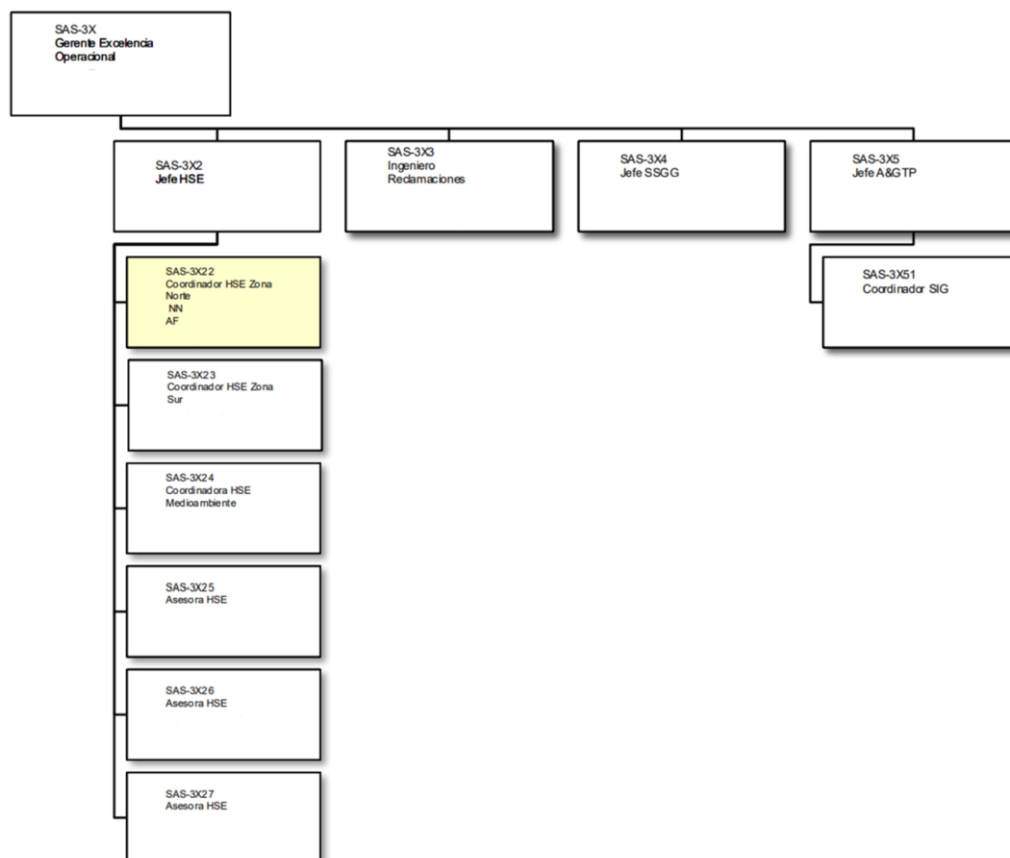 SAS-3X
Gerente Excelencia
Operacional
SAS-3X2
Jefe HSE
SAS-3X3
Ingeniero
Reclamaciones
SAS-3X4
Jefe SSGG
SAS-3X5
Jefe A&GTP
SAS-3X22
Coordinador HSE Zona
Norte
NN
AF
SAS-3X23
Coordinador HSE Zona
Sur
SAS-3X24
Coordinadora HSE
Medioambiente
SAS-3X25
Asesora HSE
SAS-3X26
Asesora HSE
SAS-3X27
Asesora HSE
SAS-3X51
Coordinador SIG